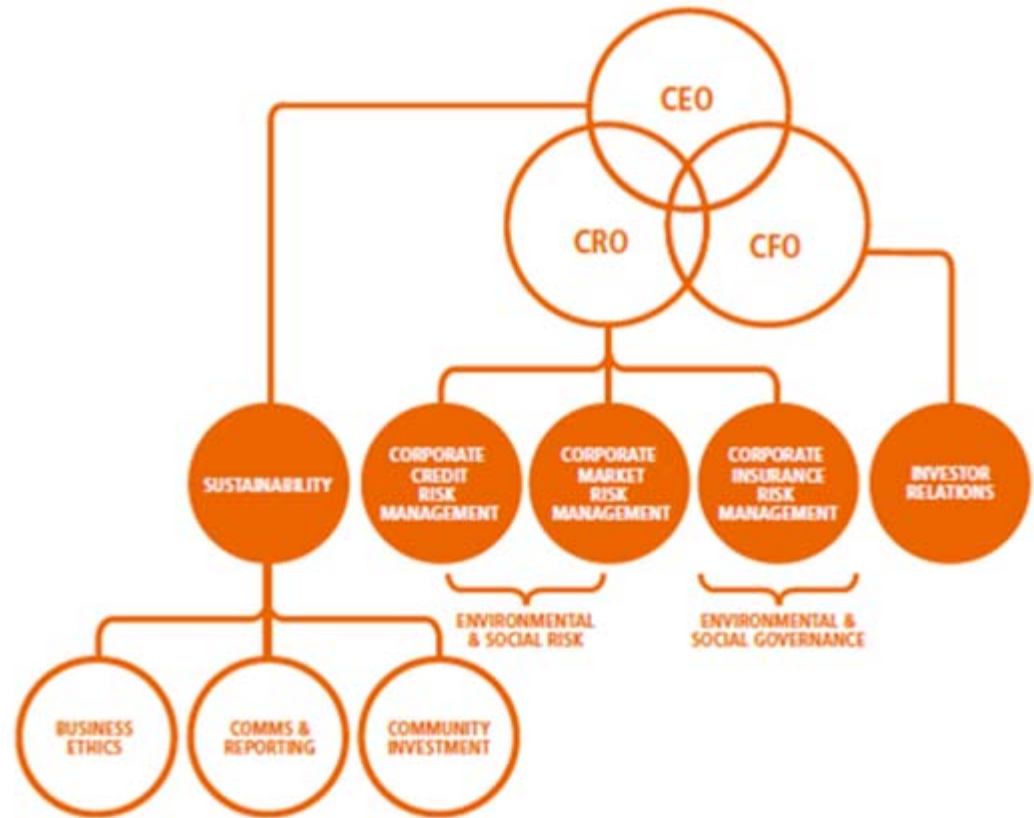 CEO
CRO
CFO
SUSTAINABILITY
CORPORATE
CREDIT
RISK
MANAGEMENT
CORPORATE
MARKET
RISK
MANAGEMENT
CORPORATE
INSURANCE
RISK
MANAGEMENT
INVESTOR
RELATIONS
ENVIRONMENTAL
& SOCIAL RISK
ENVIRONMENTAL &
SOCIAL GOVERNANCE
BUSINESS
ETHICS
COMMS &
REPORTING
COMMUNITY
INVESTMENT